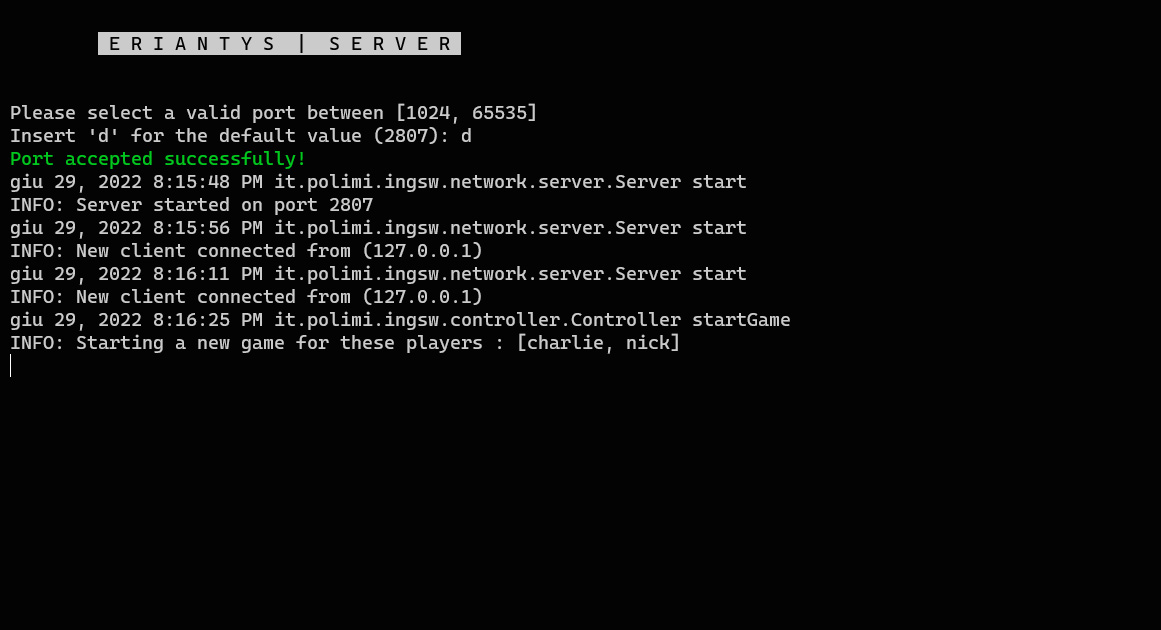 E R I A N T Y S | S E R V E R
Please select a valid port between [1024, 65535]
Insert 'd' for the default value (2807): d
Port accepted successfully!
giu 29, 2022 8:15:48 PM it.polimi.ingsw.network.server.Server start
INFO: Server started on port 2807
giu 29, 2022 8:15:56 PM it.polimi.ingsw.network.server.Server start
INFO: New client connected from (127.0.0.1)
giu 29, 2022 8:16:11 PM it.polimi.ingsw.network.server.Server start
INFO: New client connected from (127.0.0.1)
giu 29, 2022 8:16:25 PM it.polimi.ingsw.controller.Controller startGame
INFO: Starting a new game for these players : [charlie, nick]